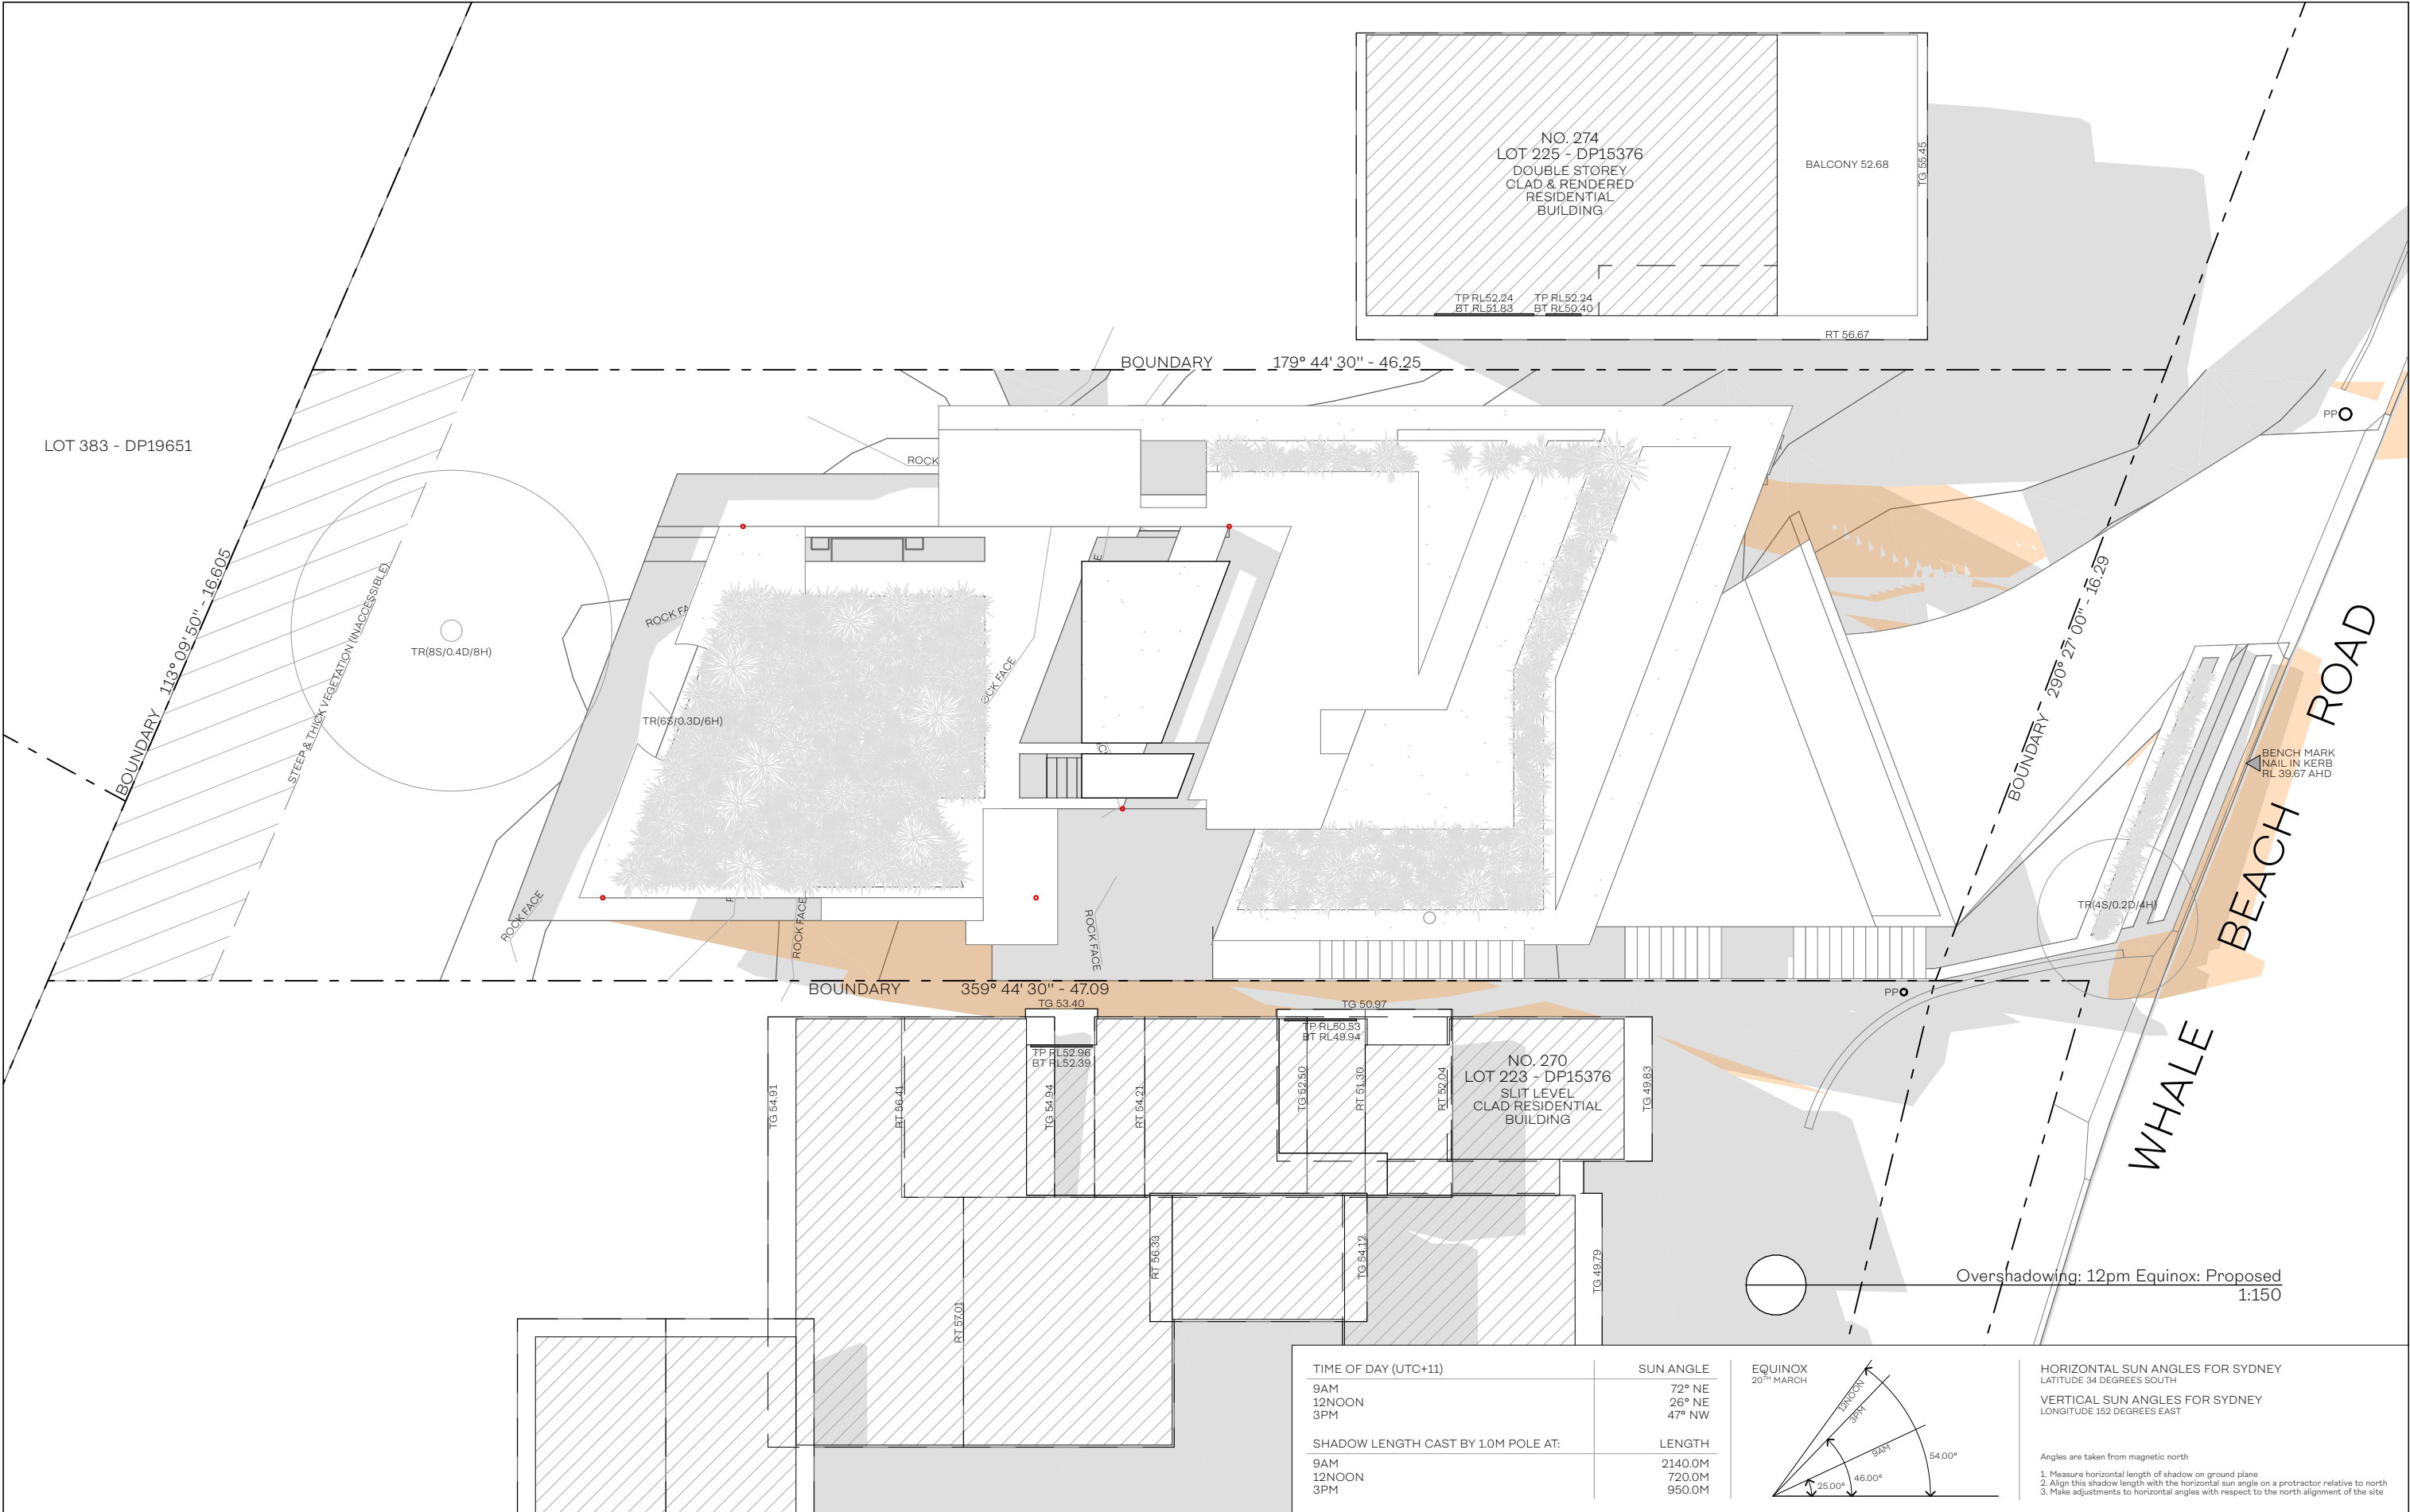 NO. 274
LOT 225 - DP15376
DOUBLE STOREY
CLAD & RENDERED
RESIDENTIAL
BUILDING
BALCONY 52.68
TG 55.45
TP RL52.24
BT RL51.83
TP RL52.24
BT RL50.40
RT 56.67
BOUNDARY 179° 44' 30'' - 46.25
LOT 383 - DP19651
PP
ROCK
BOUNDARY 113° 09' 50'' - 16.605
STEEP & THICK VEGETATION (INACCESSIBLE)
TR(8S/0.4D/8H)
ROCK FA
TR(6S/0.3D/6H)
OCK FACE
E
ROCK FACE
ROCK FACE
ROCK FACE
BOUNDARY 290° 27' 00'' - 16.29
BENCH MARK
NAIL IN KERB
RL 39.67 AHD
TR(4S/0.2D/4H)
WHALE BEACH ROAD
BOUNDARY 359° 44' 30'' - 47.09
PP
TG 53.40
TG 50.97
TP RL52.96
BT RL52.39
TP RL50.53
BT RL49.94
NO. 270
LOT 223 - DP15376
SLIT LEVEL
CLAD RESIDENTIAL
BUILDING
TG 54.91
RT 56.41
TG 54.94
RT 54.21
TG 52.50
RT 51.30
RT 52.04
TG 49.83
RT 56.33
TG 54.12
TG 49.79
RT 57.01
Overshadowing: 12pm Equinox: Proposed
1:150
TIME OF DAY (UTC+11) SUN ANGLE
9AM 72° NE
12NOON 26° NE
3PM 47° NW
SHADOW LENGTH CAST BY 1.0M POLE AT: LENGTH
9AM 2140.0M
12NOON 720.0M
3PM 950.0M
EQUINOX
20TH MARCH
12NOON
3PM
9AM
25.00°
46.00°
54.00°
HORIZONTAL SUN ANGLES FOR SYDNEY
LATITUDE 34 DEGREES SOUTH
VERTICAL SUN ANGLES FOR SYDNEY
LONGITUDE 152 DEGREES EAST
Angles are taken from magnetic north
1. Measure horizontal length of shadow on ground plane
2. Align this shadow length with the horizontal sun angle on a protractor relative to north
3. Make adjustments to horizontal angles with respect to the north alignment of the site